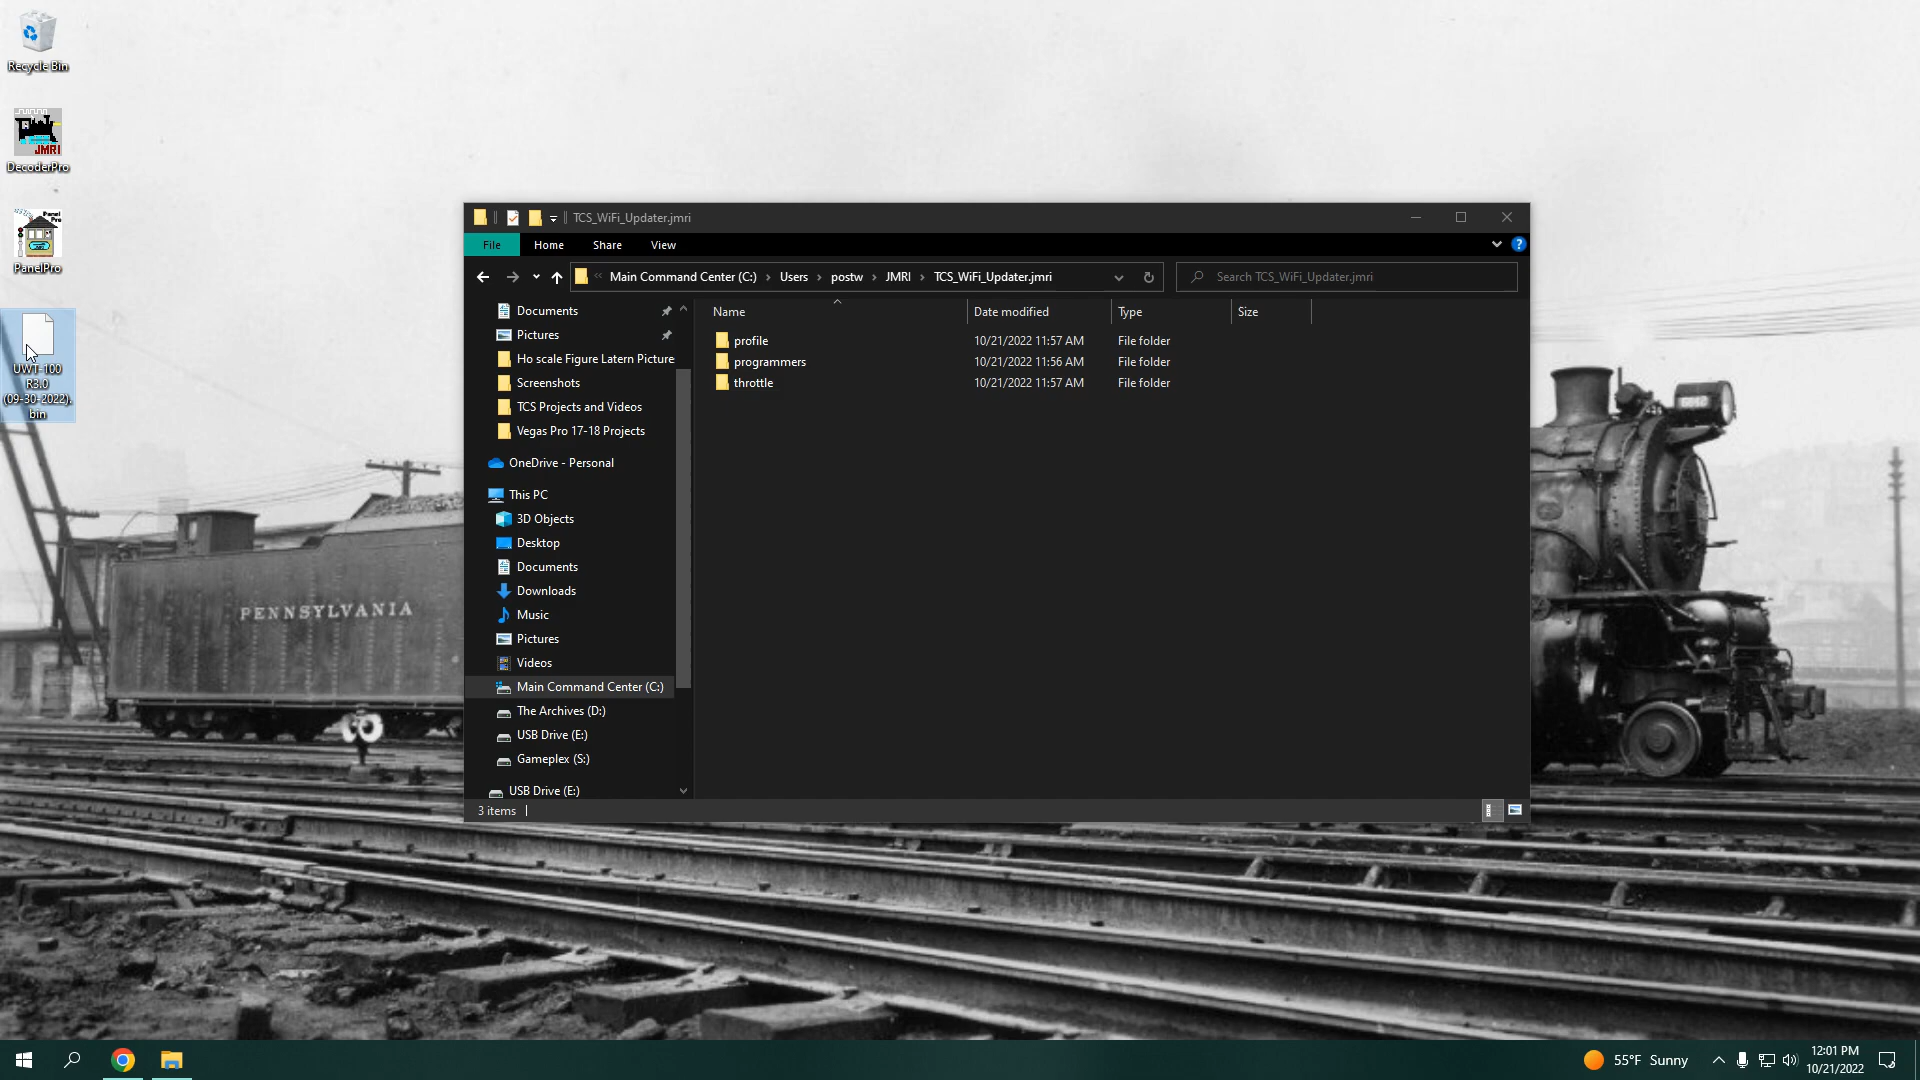 Recycle Bin
JMRI
DecoderPro
Panel
Pro
PanelPro
UWT-100
R3.0
(09-30-2022).
bin
TCS_WiFi_Updater.jmri
File Home Share View
Main Command Center (C:) › Users › postw › JMRI › TCS_WiFi_Updater.jmri
Search TCS_WiFi_Updater.jmri
Documents
Pictures
Ho scale Figure Latern Picture
Screenshots
TCS Projects and Videos
Vegas Pro 17-18 Projects
OneDrive - Personal
This PC
3D Objects
Desktop
Documents
Downloads
Music
Pictures
Videos
Main Command Center (C:)
The Archives (D:)
USB Drive (E:)
Gameplex (S:)
USB Drive (E:)
Name Date modified Type Size
profile 10/21/2022 11:57 AM File folder
programmers 10/21/2022 11:56 AM File folder
throttle 10/21/2022 11:57 AM File folder
3 items
PENNSYLVANIA
55°F Sunny
12:01 PM
10/21/2022